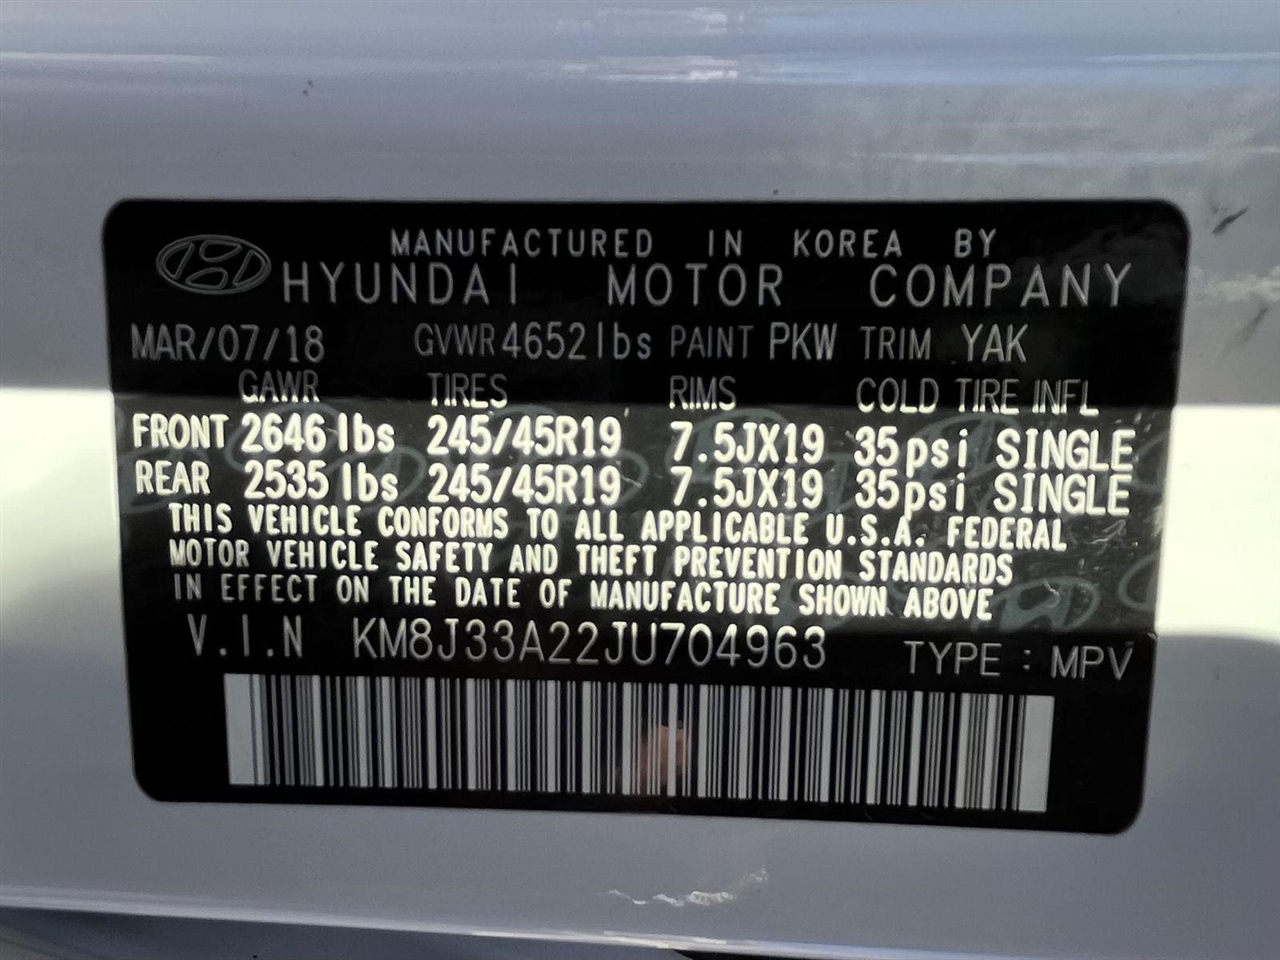 MANUFACTURED IN KOREA BY
HYUNDAI MOTOR COMPANY
MAR/07/18 GVWR 4652 lbs PAINT PKW TRIM YAK
GAWR TIRES RIMS COLD TIRE INFL
FRONT 2646 lbs 245/45R19 7.5JX19 35psi SINGLE
REAR 2535 lbs 245/45R19 7.5JX19 35psi SINGLE
THIS VEHICLE CONFORMS TO ALL APPLICABLE U.S.A. FEDERAL
MOTOR VEHICLE SAFETY AND THEFT PREVENTION STANDARDS
IN EFFECT ON THE DATE OF MANUFACTURE SHOWN ABOVE
V.I.N KM8J33A22JU704963 TYPE : MPV